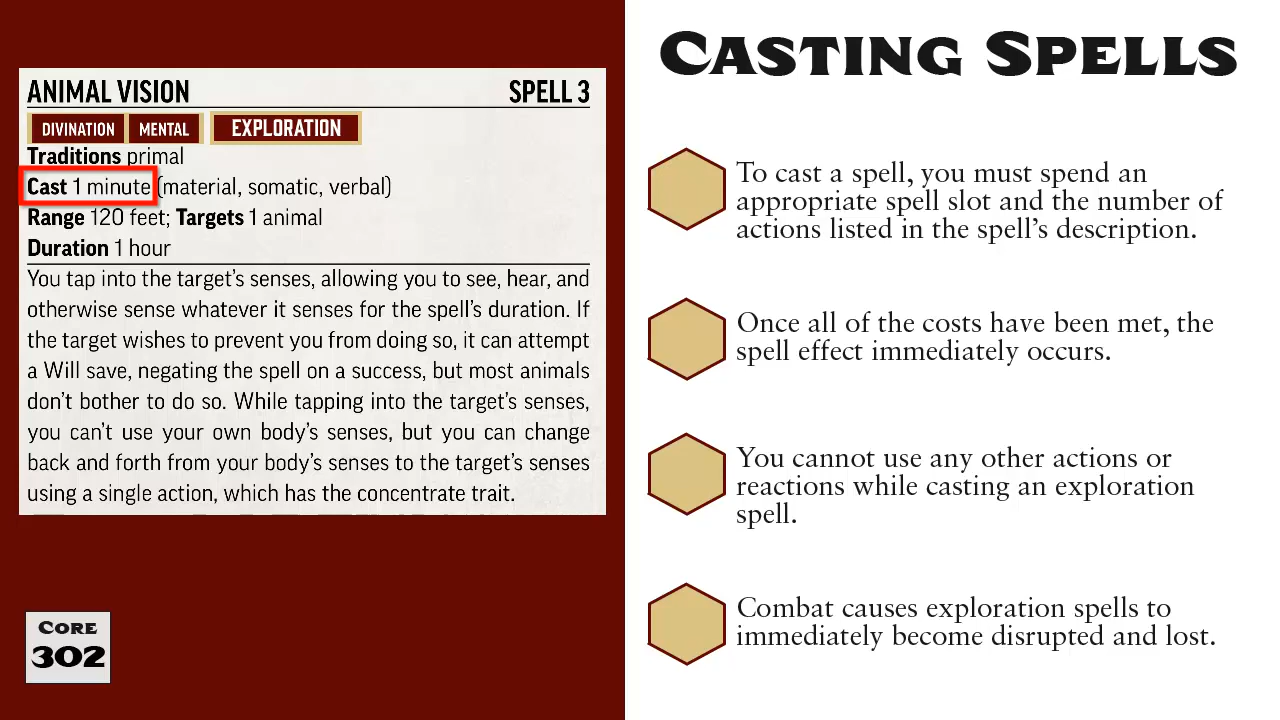 ANIMAL VISION SPELL 3
DIVINATION MENTAL EXPLORATION
Traditions primal
Cast 1 minute (material, somatic, verbal)
Range 120 feet; Targets 1 animal
Duration 1 hour
You tap into the target's senses, allowing you to see, hear, and
otherwise sense whatever it senses for the spell's duration. If
the target wishes to prevent you from doing so, it can attempt
a Will save, negating the spell on a success, but most animals
don't bother to do so. While tapping into the target's senses,
you can't use your own body's senses, but you can change
back and forth from your body's senses to the target's senses
using a single action, which has the concentrate trait.
CORE
302
CASTING SPELLS
To cast a spell, you must spend an
appropriate spell slot and the number of
actions listed in the spell's description.
Once all of the costs have been met, the
spell effect immediately occurs.
You cannot use any other actions or
reactions while casting an exploration
spell.
Combat causes exploration spells to
immediately become disrupted and lost.